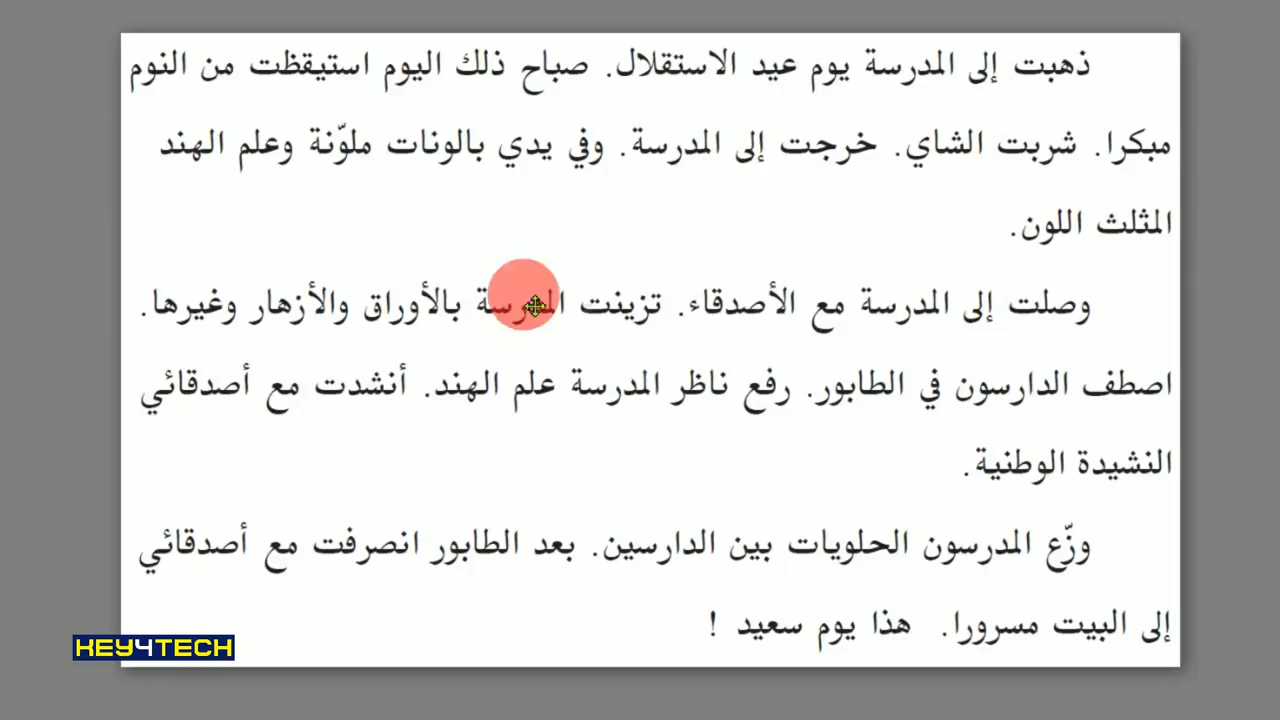 ذهبت إلى المدرسة يوم عيد الاستقلال. صباح ذلك اليوم استيقظت من النوم
مبكرا. شربت الشاي. خرجت إلى المدرسة. وفي يدي بالونات ملوّنة وعلم الهند
المثلث اللون.
وصلت إلى المدرسة مع الأصدقاء. تزينت المدرسة بالأوراق والأزهار وغيرها.
اصطف الدارسون في الطابور. رفع ناظر المدرسة علم الهند. أنشدت مع أصدقائي
النشيدة الوطنية.
وزّع المدرسون الحلويات بين الدارسين. بعد الطابور انصرفت مع أصدقائي
إلى البيت مسرورا. هذا يوم سعيد !
KEY4TECH